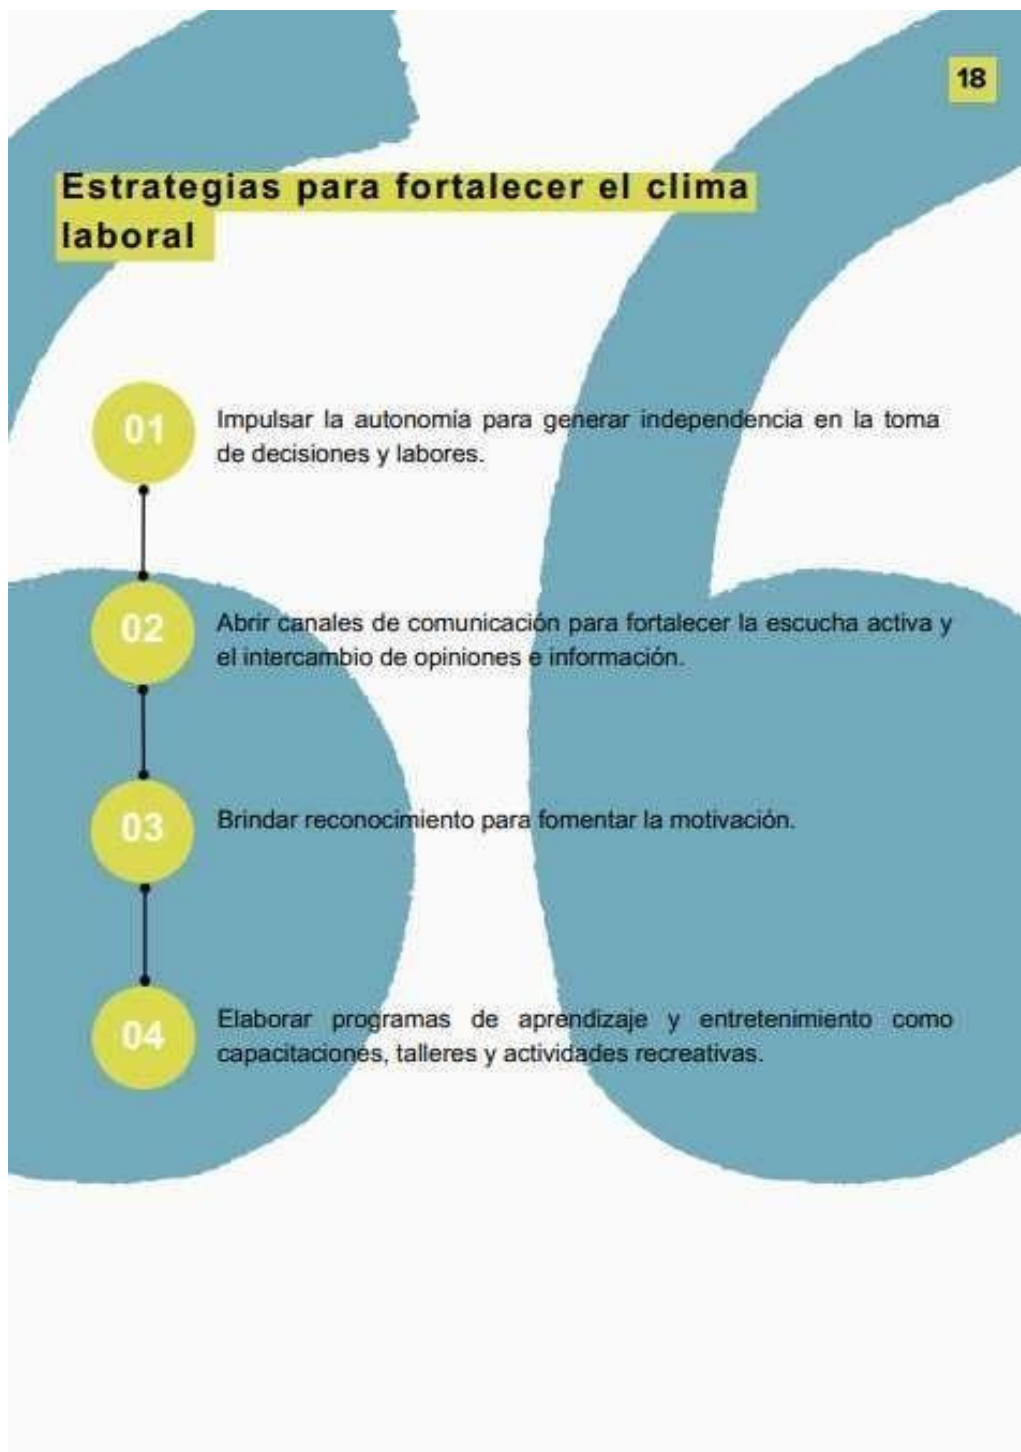 18
Estrategias para fortalecer el clima
laboral
01
Impulsar la autonomía para generar independencia en la toma
de decisiones y labores.
02
Abrir canales de comunicación para fortalecer la escucha activa y
el intercambio de opiniones e información.
03
Brindar reconocimiento para fomentar la motivación.
04
Elaborar programas de aprendizaje y entretenimiento como
capacitaciones, talleres y actividades recreativas.